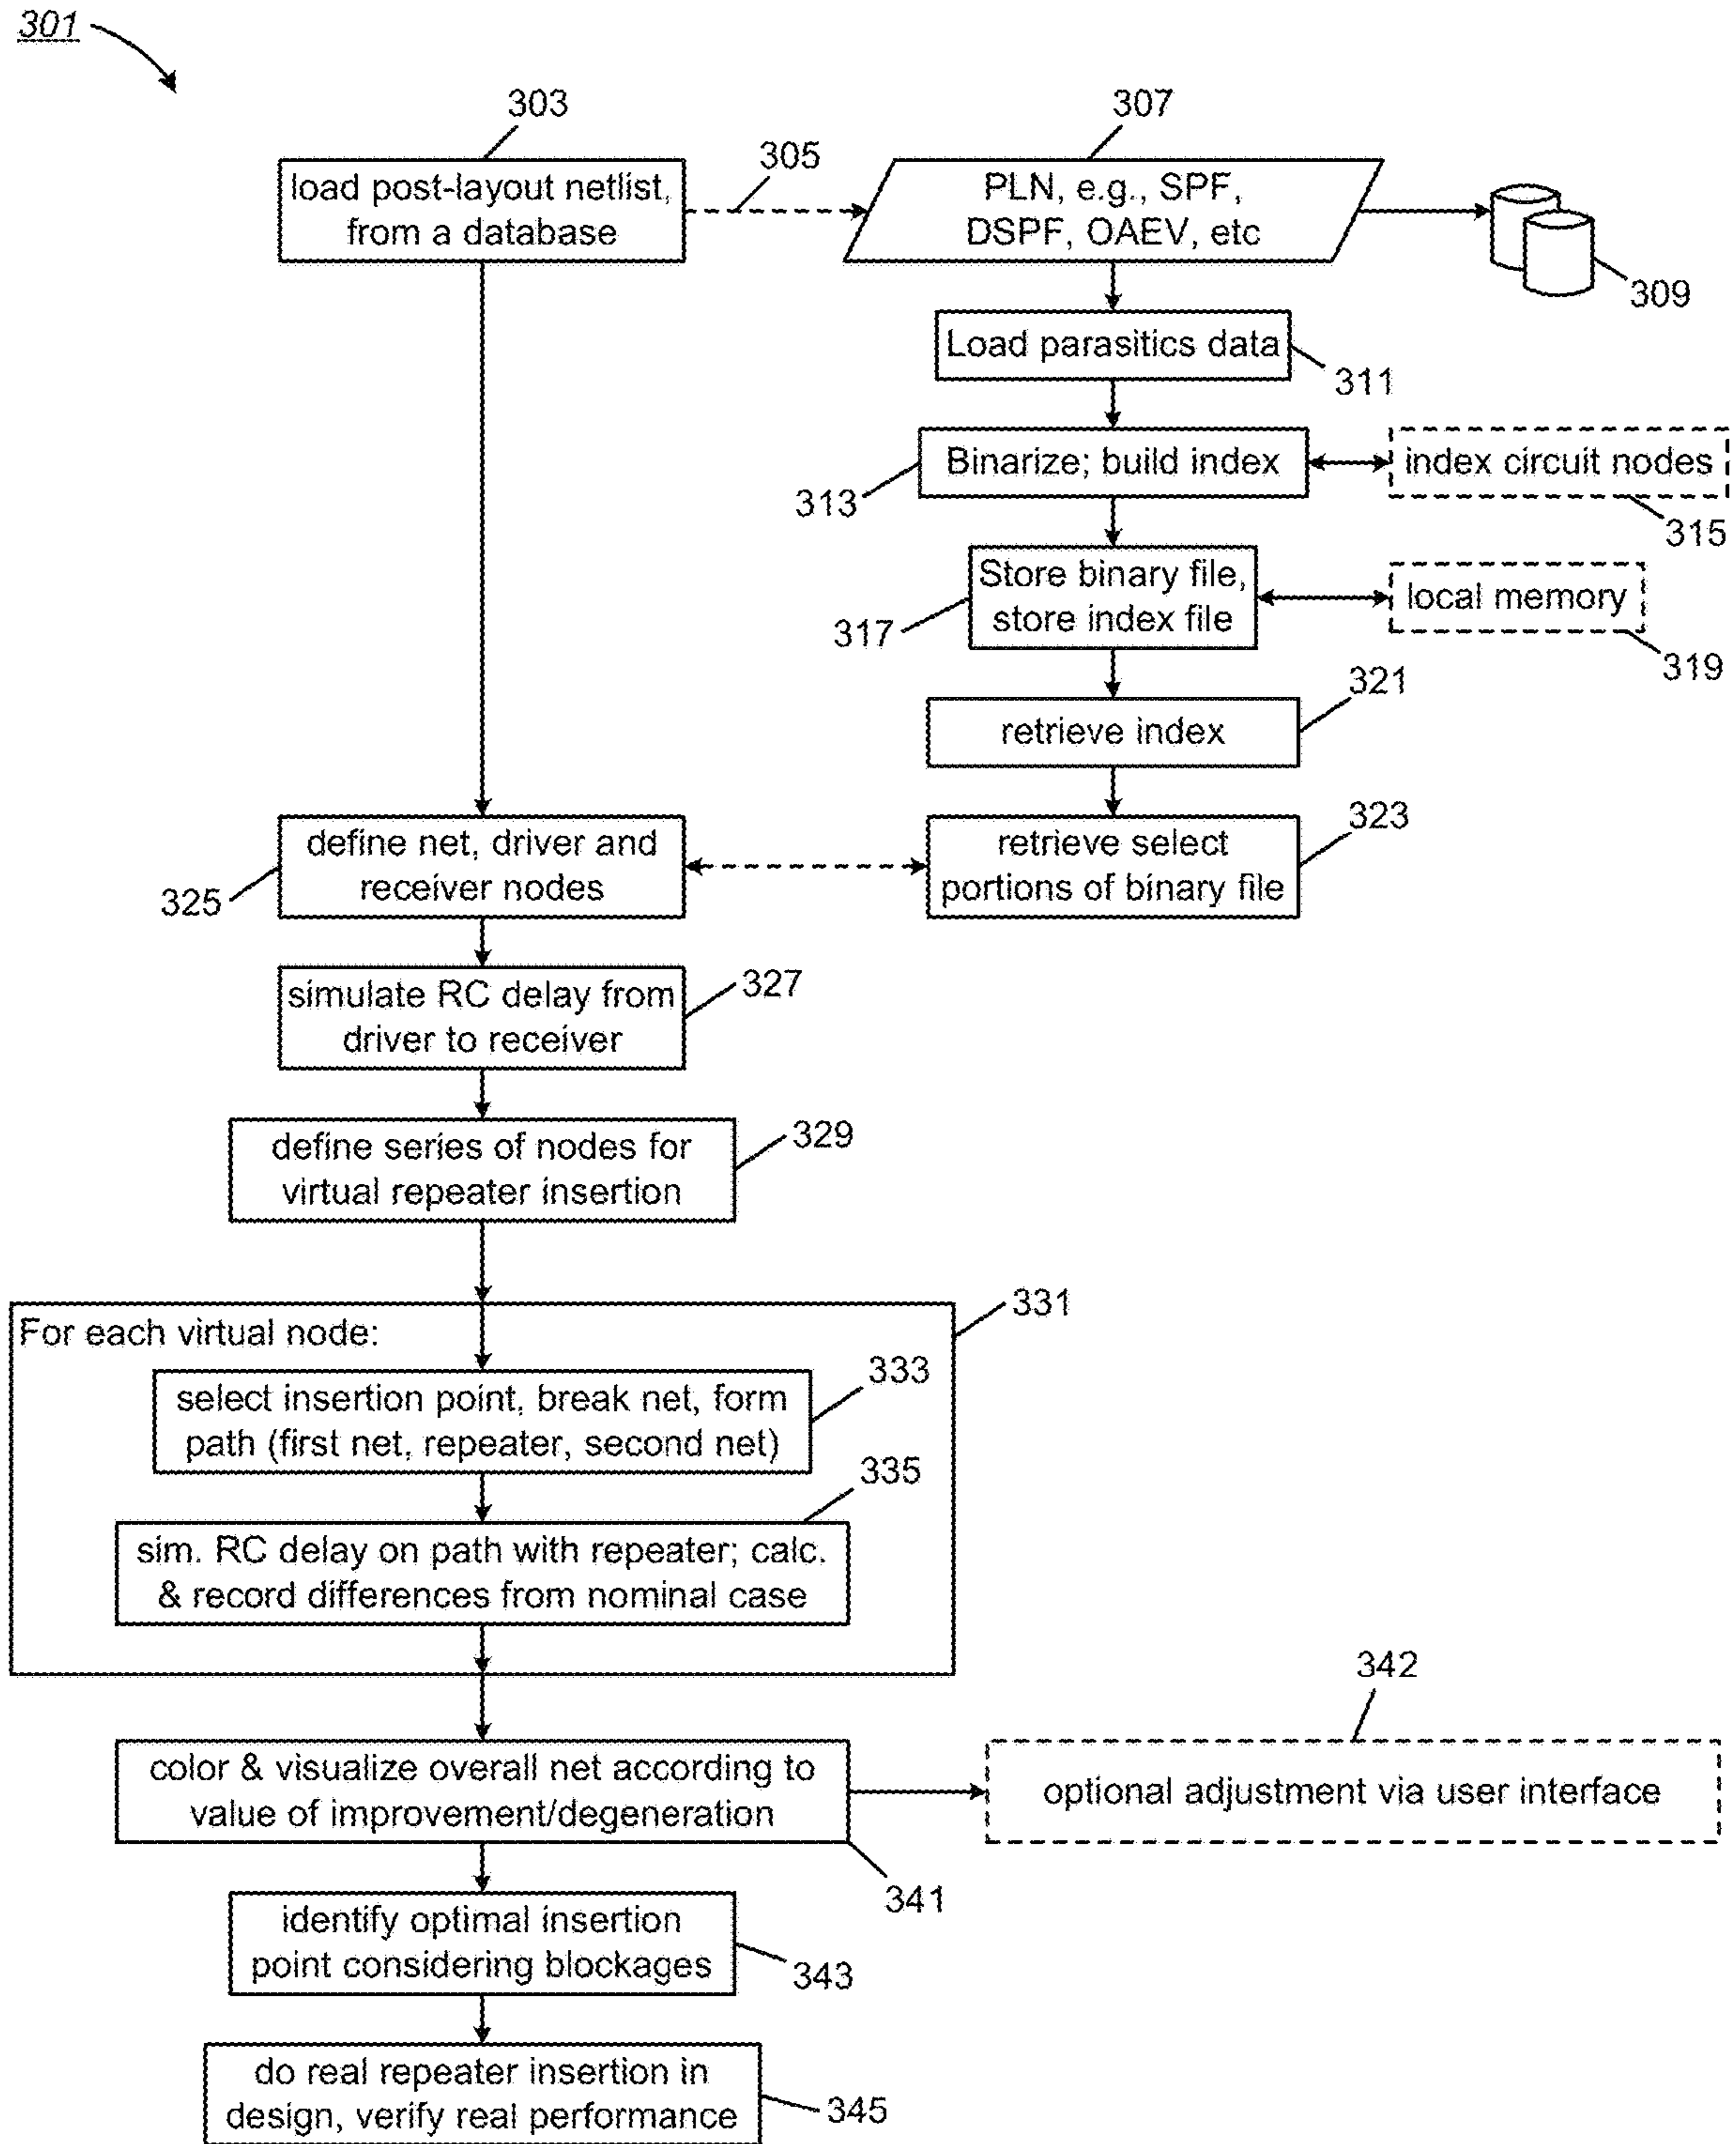 301
303
load post-layout netlist,
from a database
305
307
PLN, e.g., SPF,
DSPF, OAEV, etc
309
Load parasitics data
311
Binarize; build index
313
index circuit nodes
315
Store binary file,
store index file
317
local memory
319
321
retrieve index
323
retrieve select
portions of binary file
define net, driver and
receiver nodes
325
simulate RC delay from
driver to receiver
327
define series of nodes for
virtual repeater insertion
329
331
For each virtual node:
333
select insertion point, break net, form
path (first net, repeater, second net)
335
sim. RC delay on path with repeater; calc.
& record differences from nominal case
342
color & visualize overall net according to
value of improvement/degeneration
optional adjustment via user interface
341
identify optimal insertion
point considering blockages
343
do real repeater insertion in
design, verify real performance
345